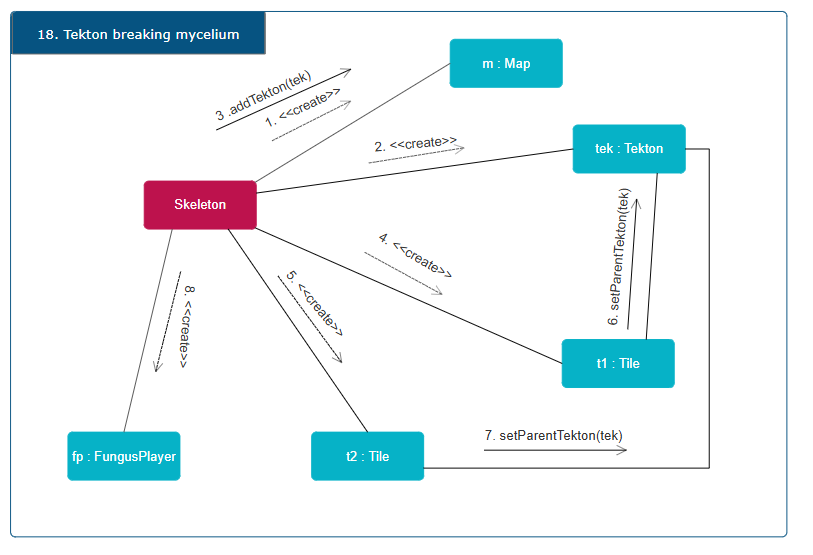 18. Tekton breaking mycelium
m : Map
3 .addTekton(tek)
1. <<create>>
2. <<create>>
tek : Tekton
Skeleton
4. <<create>>
5. <<create>>
6. setParentTekton(tek)
8. <<create>>
t1 : Tile
7. setParentTekton(tek)
fp : FungusPlayer
t2 : Tile